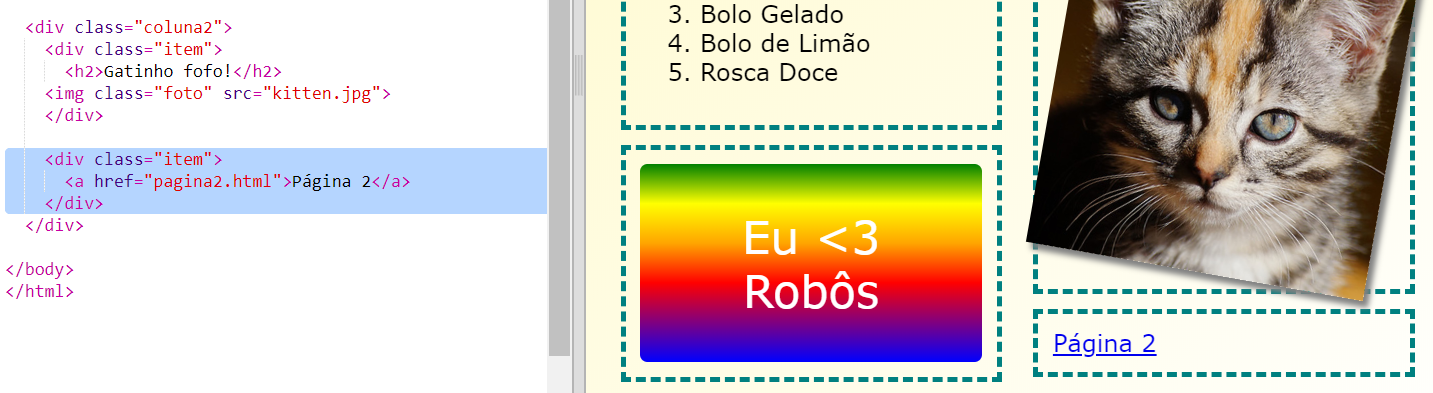 <div class="coluna2">
<div class="item">
<h2>Gatinho fofo!</h2>
<img class="foto" src="kitten.jpg">
</div>
<div class="item">
<a href="pagina2.html">Página 2</a>
</div>
</div>
</body>
</html>
3. Bolo Gelado
4. Bolo de Limão
5. Rosca Doce
Eu <3
Robôs
Página 2